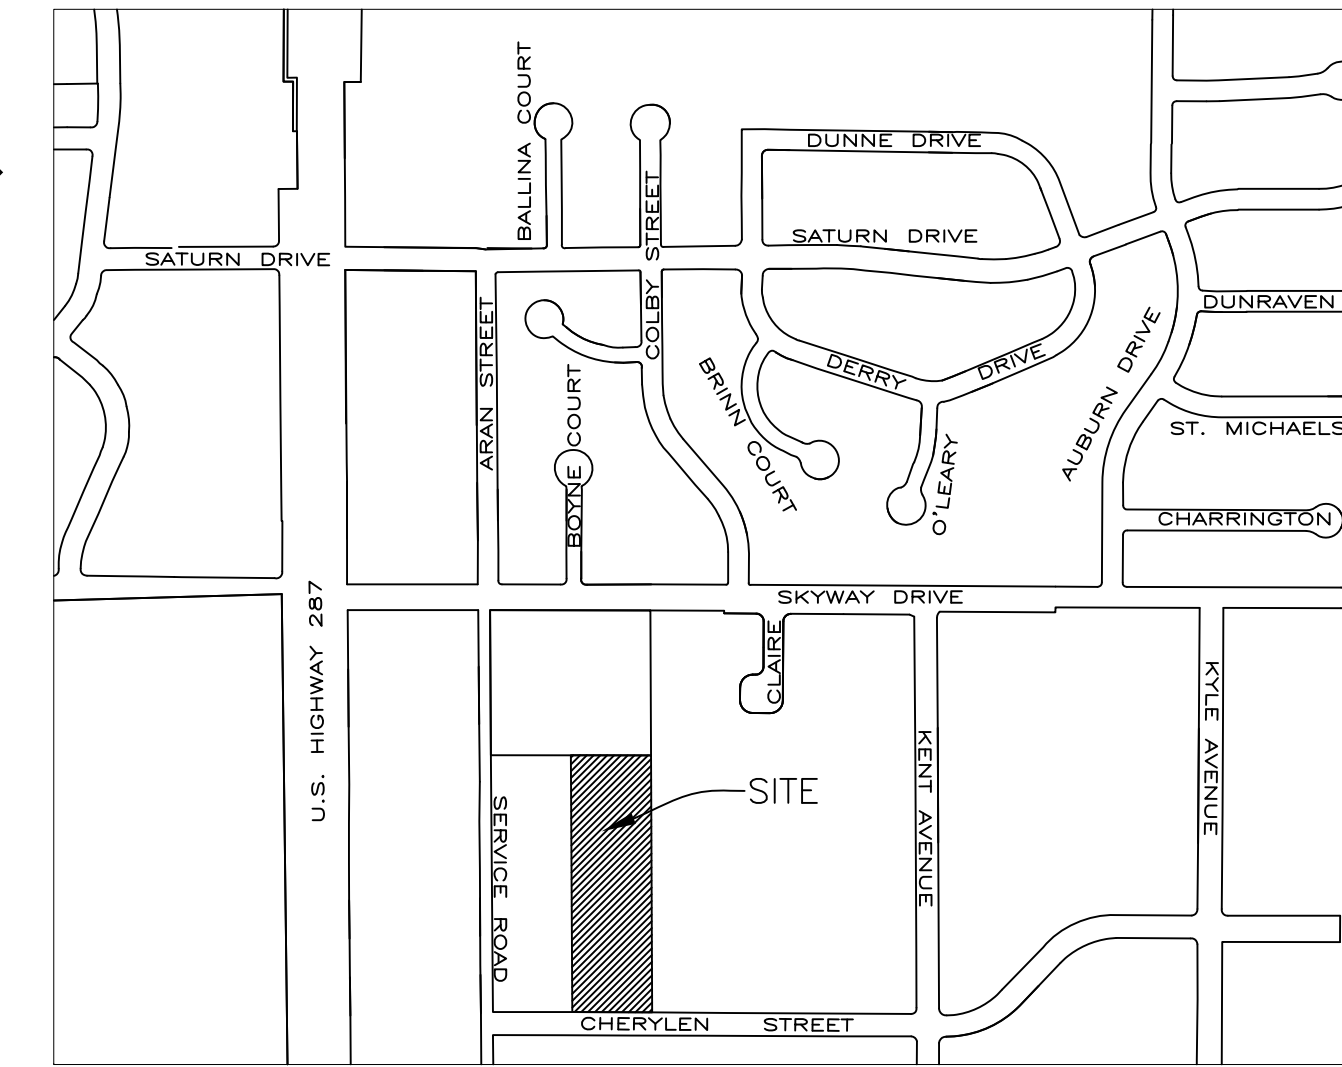 BALLINA COURT
COLBY STREET
DUNNE DRIVE
SATURN DRIVE
SATURN DRIVE
ARAN STREET
BOYNE COURT
BRINN COURT
DERRY DRIVE
O'LEARY
AUBURN DRIVE
DUNRAVEN
ST. MICHAELS
CHARRINGTON
SKYWAY DRIVE
U.S. HIGHWAY 287
CLAIRE
KENT AVENUE
KYLE AVENUE
SITE
SERVICE ROAD
CHERYLEN STREET